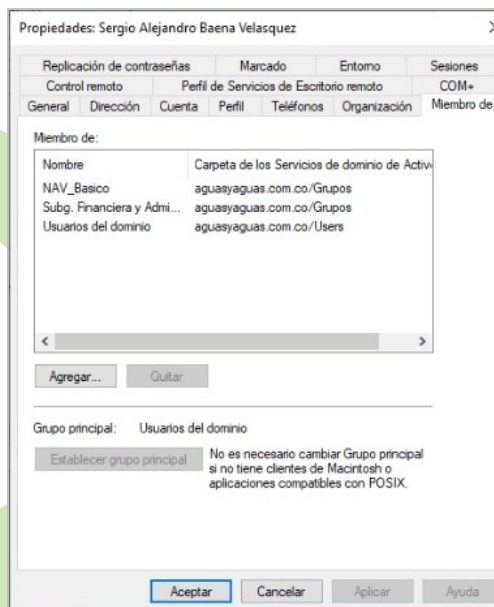 Propiedades: Sergio Alejandro Baena Velasquez
Replicación de contraseñas Marcado Entorno Sesiones
Control remoto Perfil de Servicios de Escritorio remoto COM+
General Dirección Cuenta Perfil Teléfonos Organización Miembro de
Miembro de:
Nombre Carpeta de los Servicios de dominio de Active
NAV_Basico aguasyaguas.com.co/Grupos
Subg. Financiera y Admi... aguasyaguas.com.co/Grupos
Usuarios del dominio aguasyaguas.com.co/Users
Agregar... Quitar
Grupo principal: Usuarios del dominio
Establecer grupo principal No es necesario cambiar Grupo principal
si no tiene clientes de Macintosh o
aplicaciones compatibles con POSIX.
Aceptar Cancelar Aplicar Ayuda